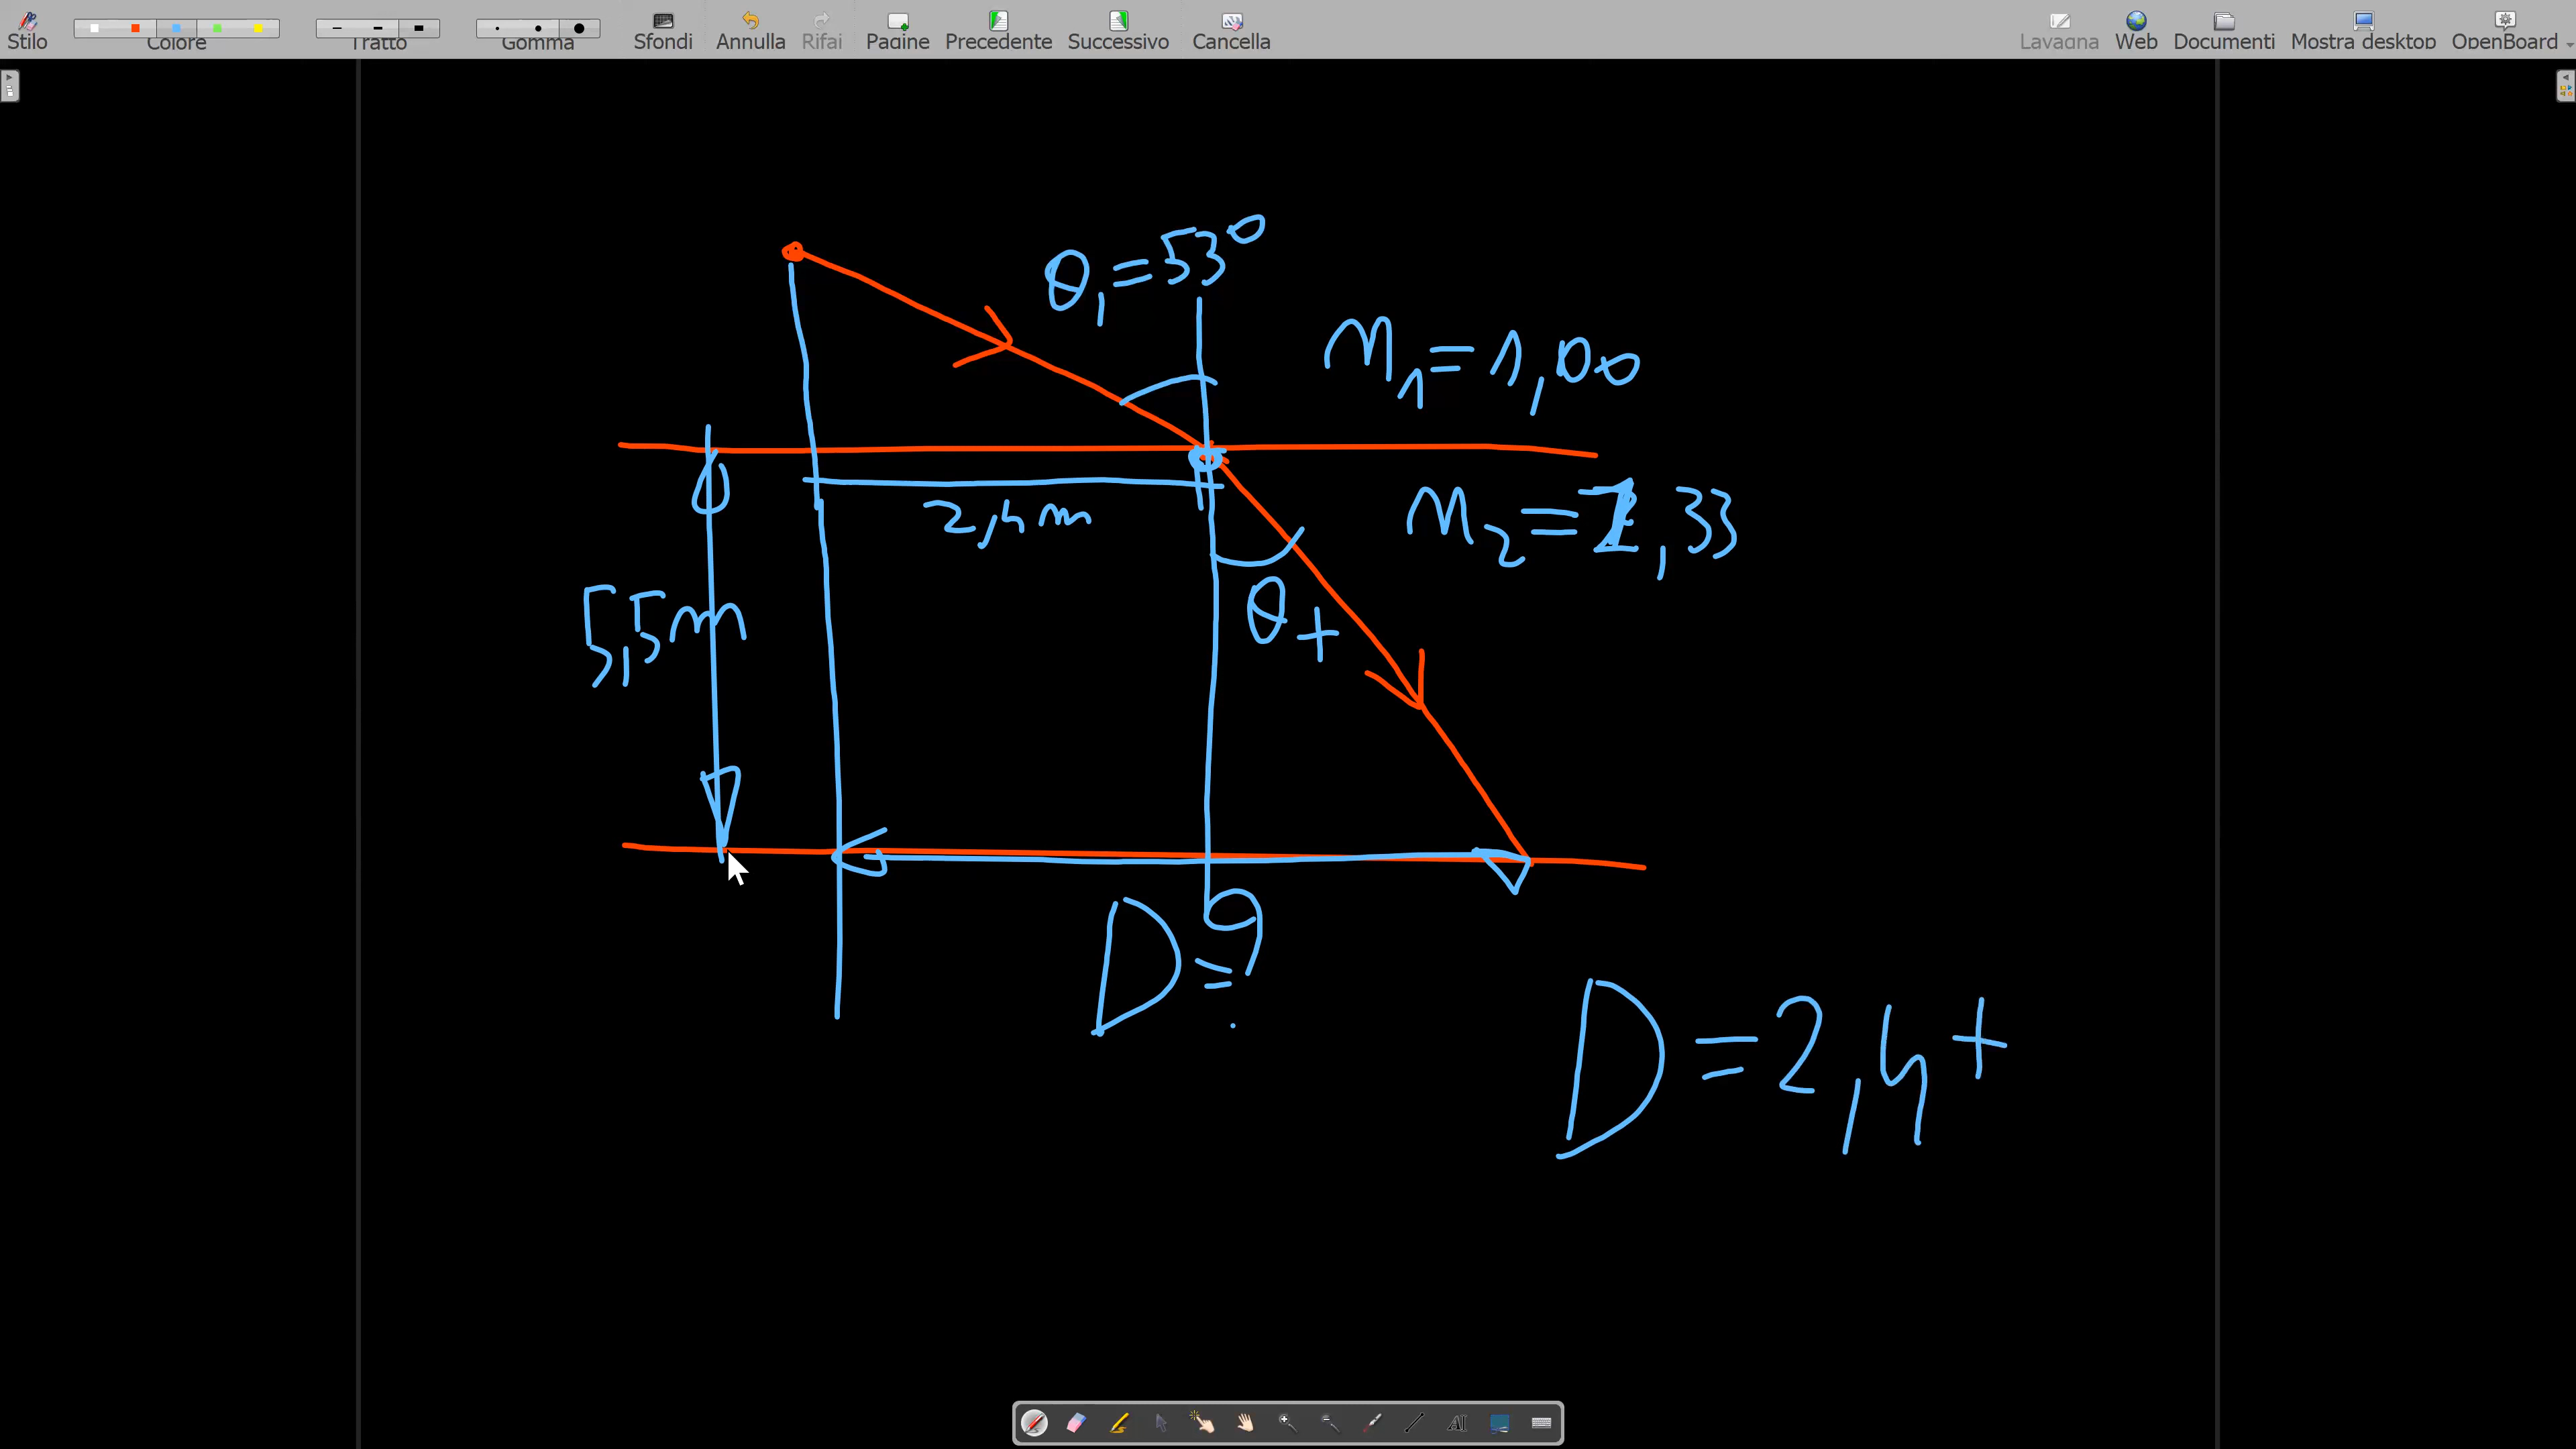 Stilo Colore Tratto Gomma Sfondi Annulla Rifai Pagine Precedente Successivo Cancella Lavagna Web Documenti Mostra desktop OpenBoard
θ₁=53°
n₁=1,00
2,4m
n₂=1,33
5,5m
θt
D=?
D=2,4+
AI